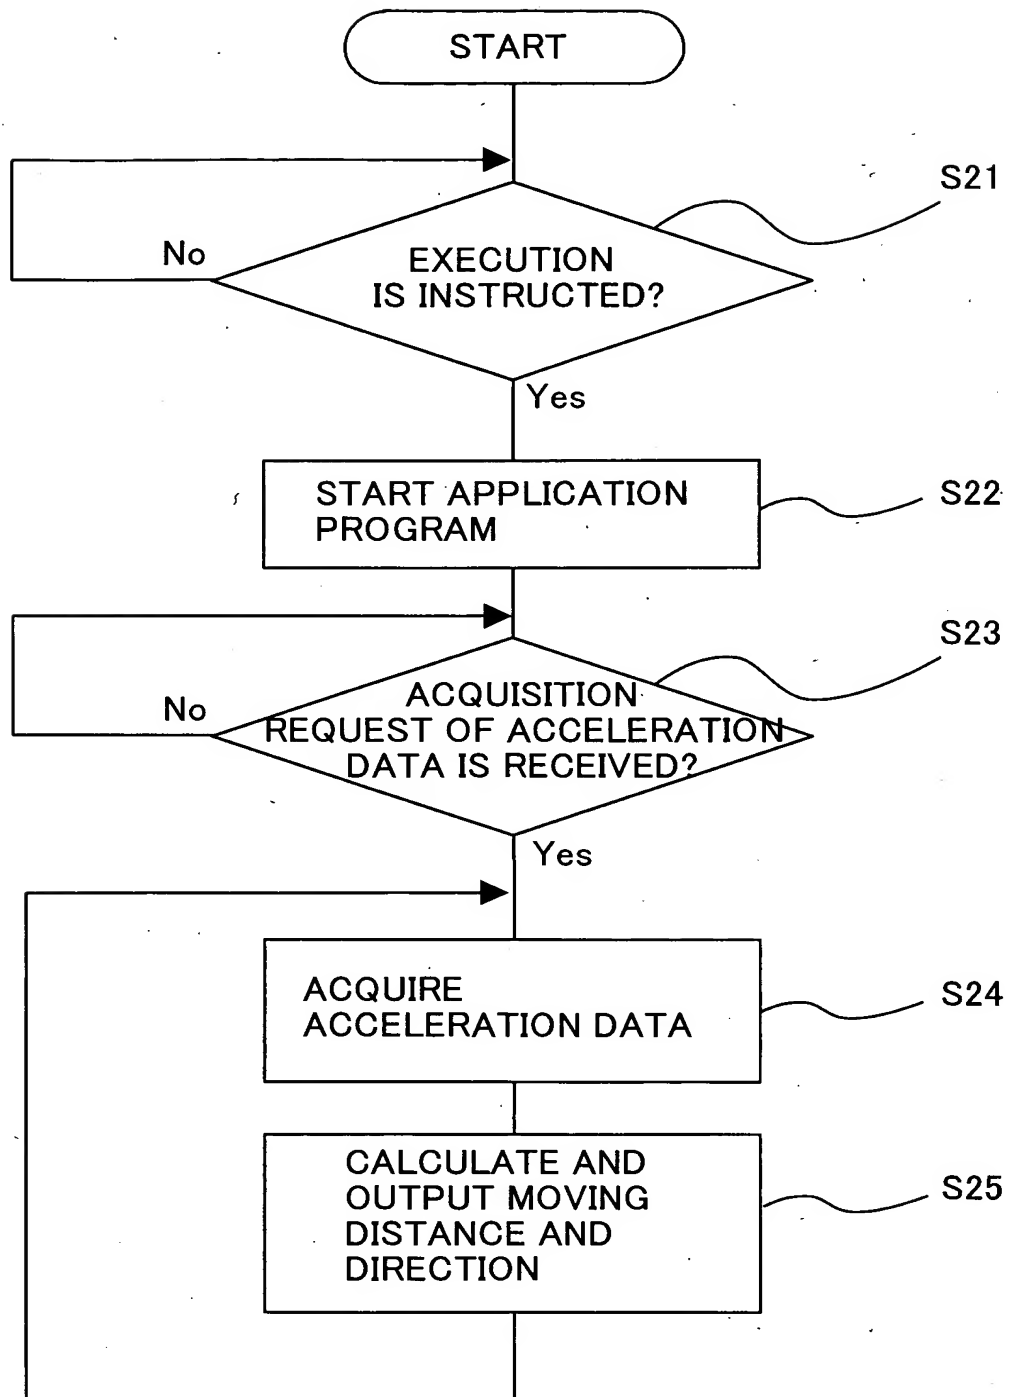 START
S21
No
EXECUTION
IS INSTRUCTED?
Yes
START APPLICATION
PROGRAM
S22
S23
No
ACQUISITION
REQUEST OF ACCELERATION
DATA IS RECEIVED?
Yes
ACQUIRE
ACCELERATION DATA
S24
CALCULATE AND
OUTPUT MOVING
DISTANCE AND
DIRECTION
S25